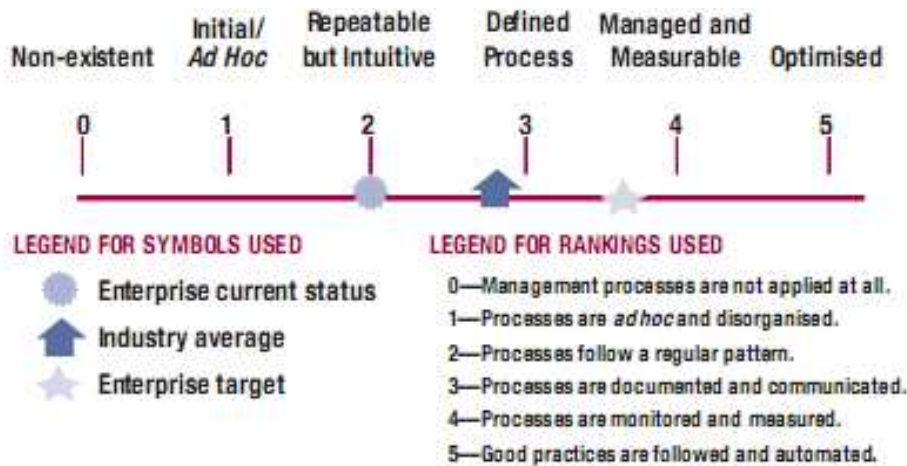 Non-existent
Initial/
Ad Hoc
Repeatable
but Intuitive
Defined
Process
Managed and
Measurable
Optimised
0 1 2 3 4 5
LEGEND FOR SYMBOLS USED
Enterprise current status
Industry average
Enterprise target
LEGEND FOR RANKINGS USED
0—Management processes are not applied at all.
1—Processes are ad hoc and disorganised.
2—Processes follow a regular pattern.
3—Processes are documented and communicated.
4—Processes are monitored and measured.
5—Good practices are followed and automated.